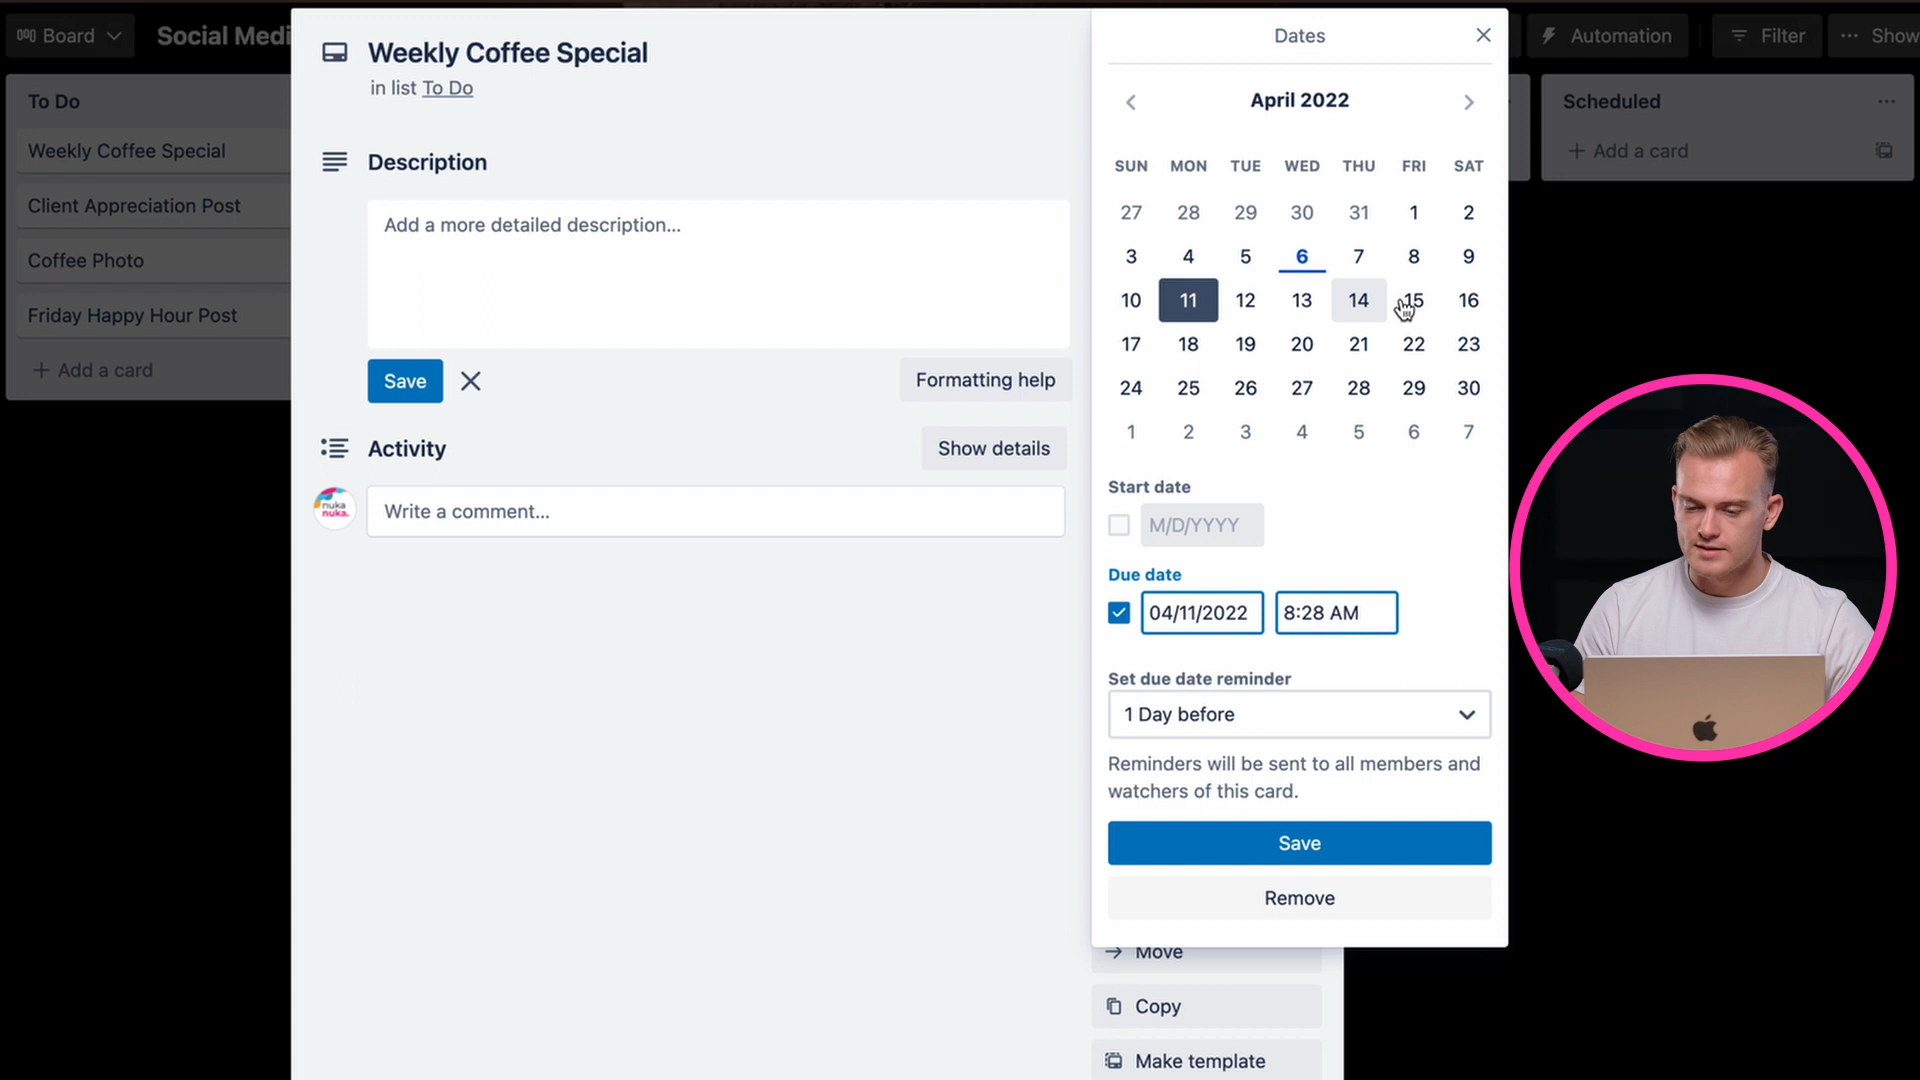 Board
Social Medi
Automation
Filter
Show
To Do
Weekly Coffee Special
Client Appreciation Post
Coffee Photo
Friday Happy Hour Post
+ Add a card
Weekly Coffee Special
in list To Do
Description
Add a more detailed description...
Save
Formatting help
Activity
Show details
nuka
nuka.
Write a comment...
Dates
April 2022
SUN MON TUE WED THU FRI SAT
27 28 29 30 31 1 2
3 4 5 6 7 8 9
10 11 12 13 14 15 16
17 18 19 20 21 22 23
24 25 26 27 28 29 30
1 2 3 4 5 6 7
Start date
M/D/YYYY
Due date
04/11/2022 8:28 AM
Set due date reminder
1 Day before
Reminders will be sent to all members and
watchers of this card.
Save
Remove
Move
Copy
Make template
Scheduled
+ Add a card